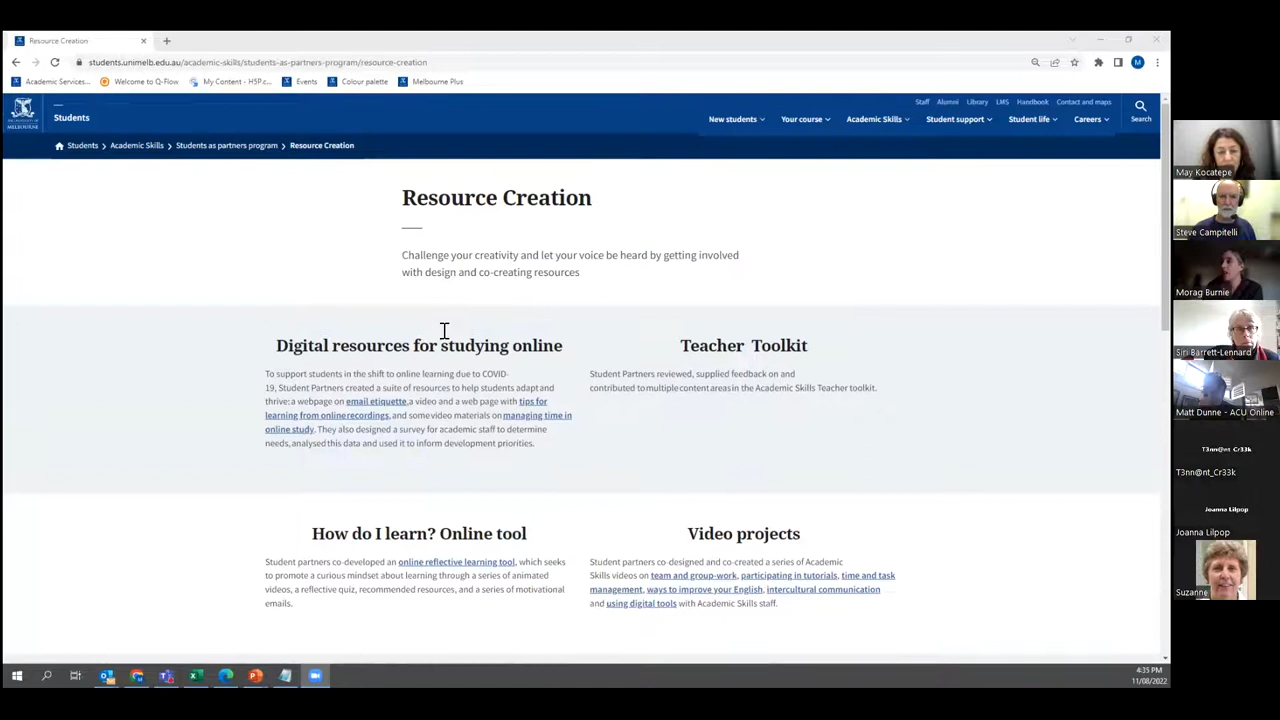 Resource Creation
students.unimelb.edu.au/academic-skills/students-as-partners-program/resource-creation
Academic Services...
Welcome to Q-Flow
My Content - H5P.c...
Events
Colour palette
Melbourne Plus
M
Staff
Alumni
Library
LMS
Handbook
Contact and maps
MELBOURNE
Students
New students
Your course
Academic Skills
Student support
Student life
Careers
Search
Students
Academic Skills
Students as partners program
Resource Creation
Resource Creation
Challenge your creativity and let your voice be heard by getting involved
with design and co-creating resources
Digital resources for studying online
To support students in the shift to online learning due to COVID-
19, Student Partners created a suite of resources to help students adapt and
thrive: a webpage on email etiquette,a video and a web page with tips for
learning from online recordings, and some video materials on managing time in
online study. They also designed a survey for academic staff to determine
needs, analysed this data and used it to inform development priorities.
Teacher Toolkit
Student Partners reviewed, supplied feedback on and
contributed to multiple content areas in the Academic Skills Teacher toolkit.
How do I learn? Online tool
Student partners co-developed an online reflective learning tool, which seeks
to promote a curious mindset about learning through a series of animated
videos, a reflective quiz, recommended resources, and a series of motivational
emails.
Video projects
Student partners co-designed and co-created a series of Academic
Skills videos on team and group-work, participating in tutorials, time and task
management, ways to improve your English, intercultural communication
and using digital tools with Academic Skills staff.
4:35 PM
11/08/2022
May Kocatepe
Steve Campitelli
Morag Burnie
Siri Barrett-Lennard
Matt Dunne - ACU Online
T3nn@nt_Cr33k
T3nn@nt_Cr33k
Joanna Lilpop
Joanna Lilpop
Suzanne